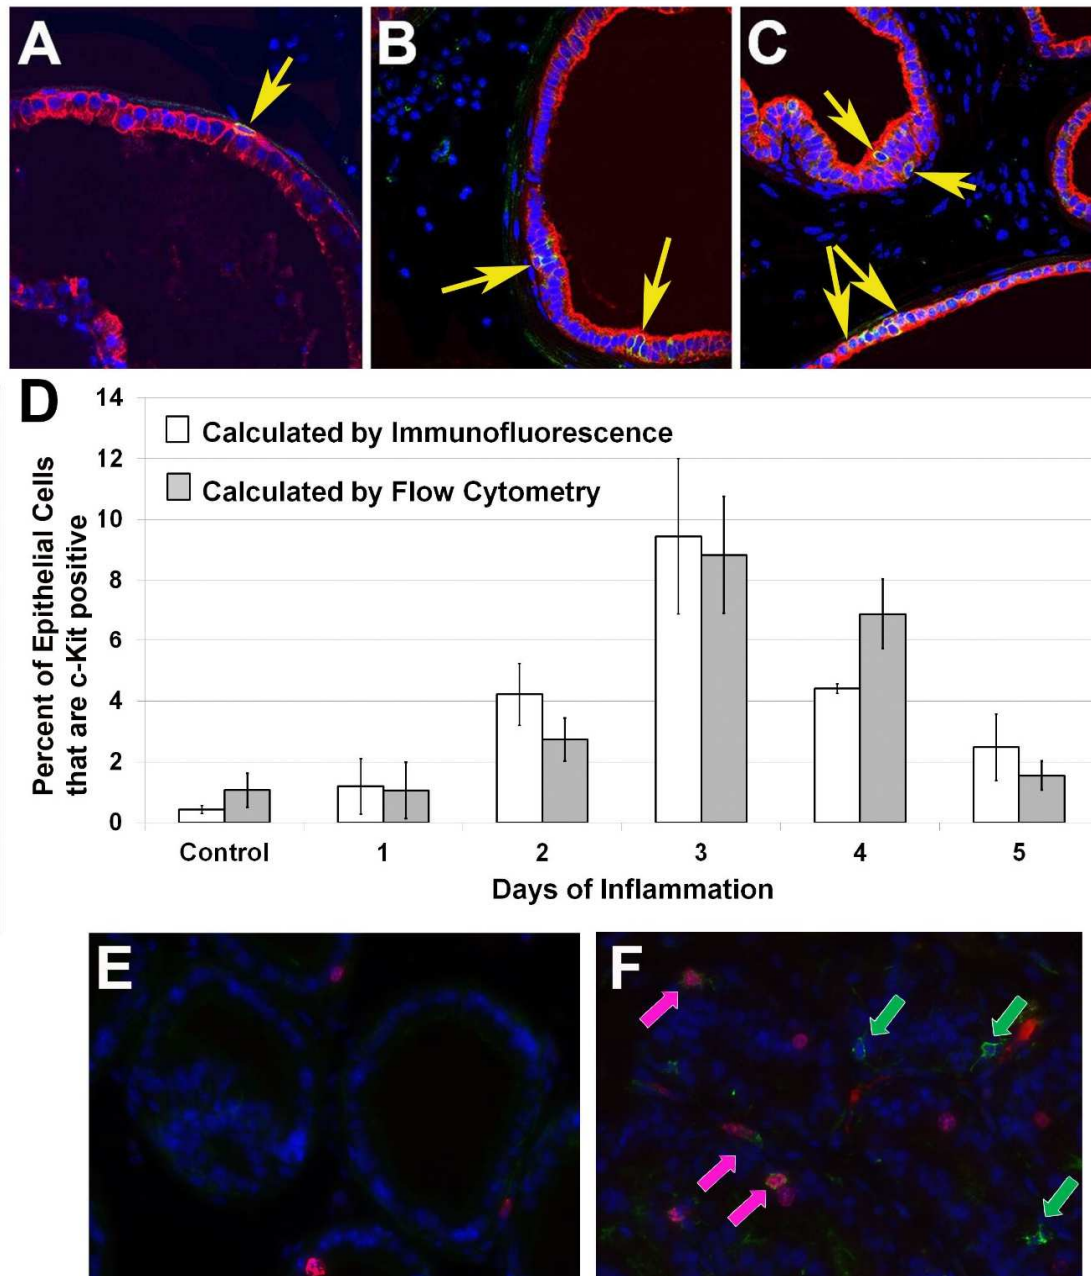 A
B
C
D
14
12
10
8
6
4
2
0
Calculated by Immunofluorescence
Calculated by Flow Cytometry
Percent of Epithelial Cells
that are c-Kit positive
Control 1 2 3 4 5
Days of Inflammation
E
F